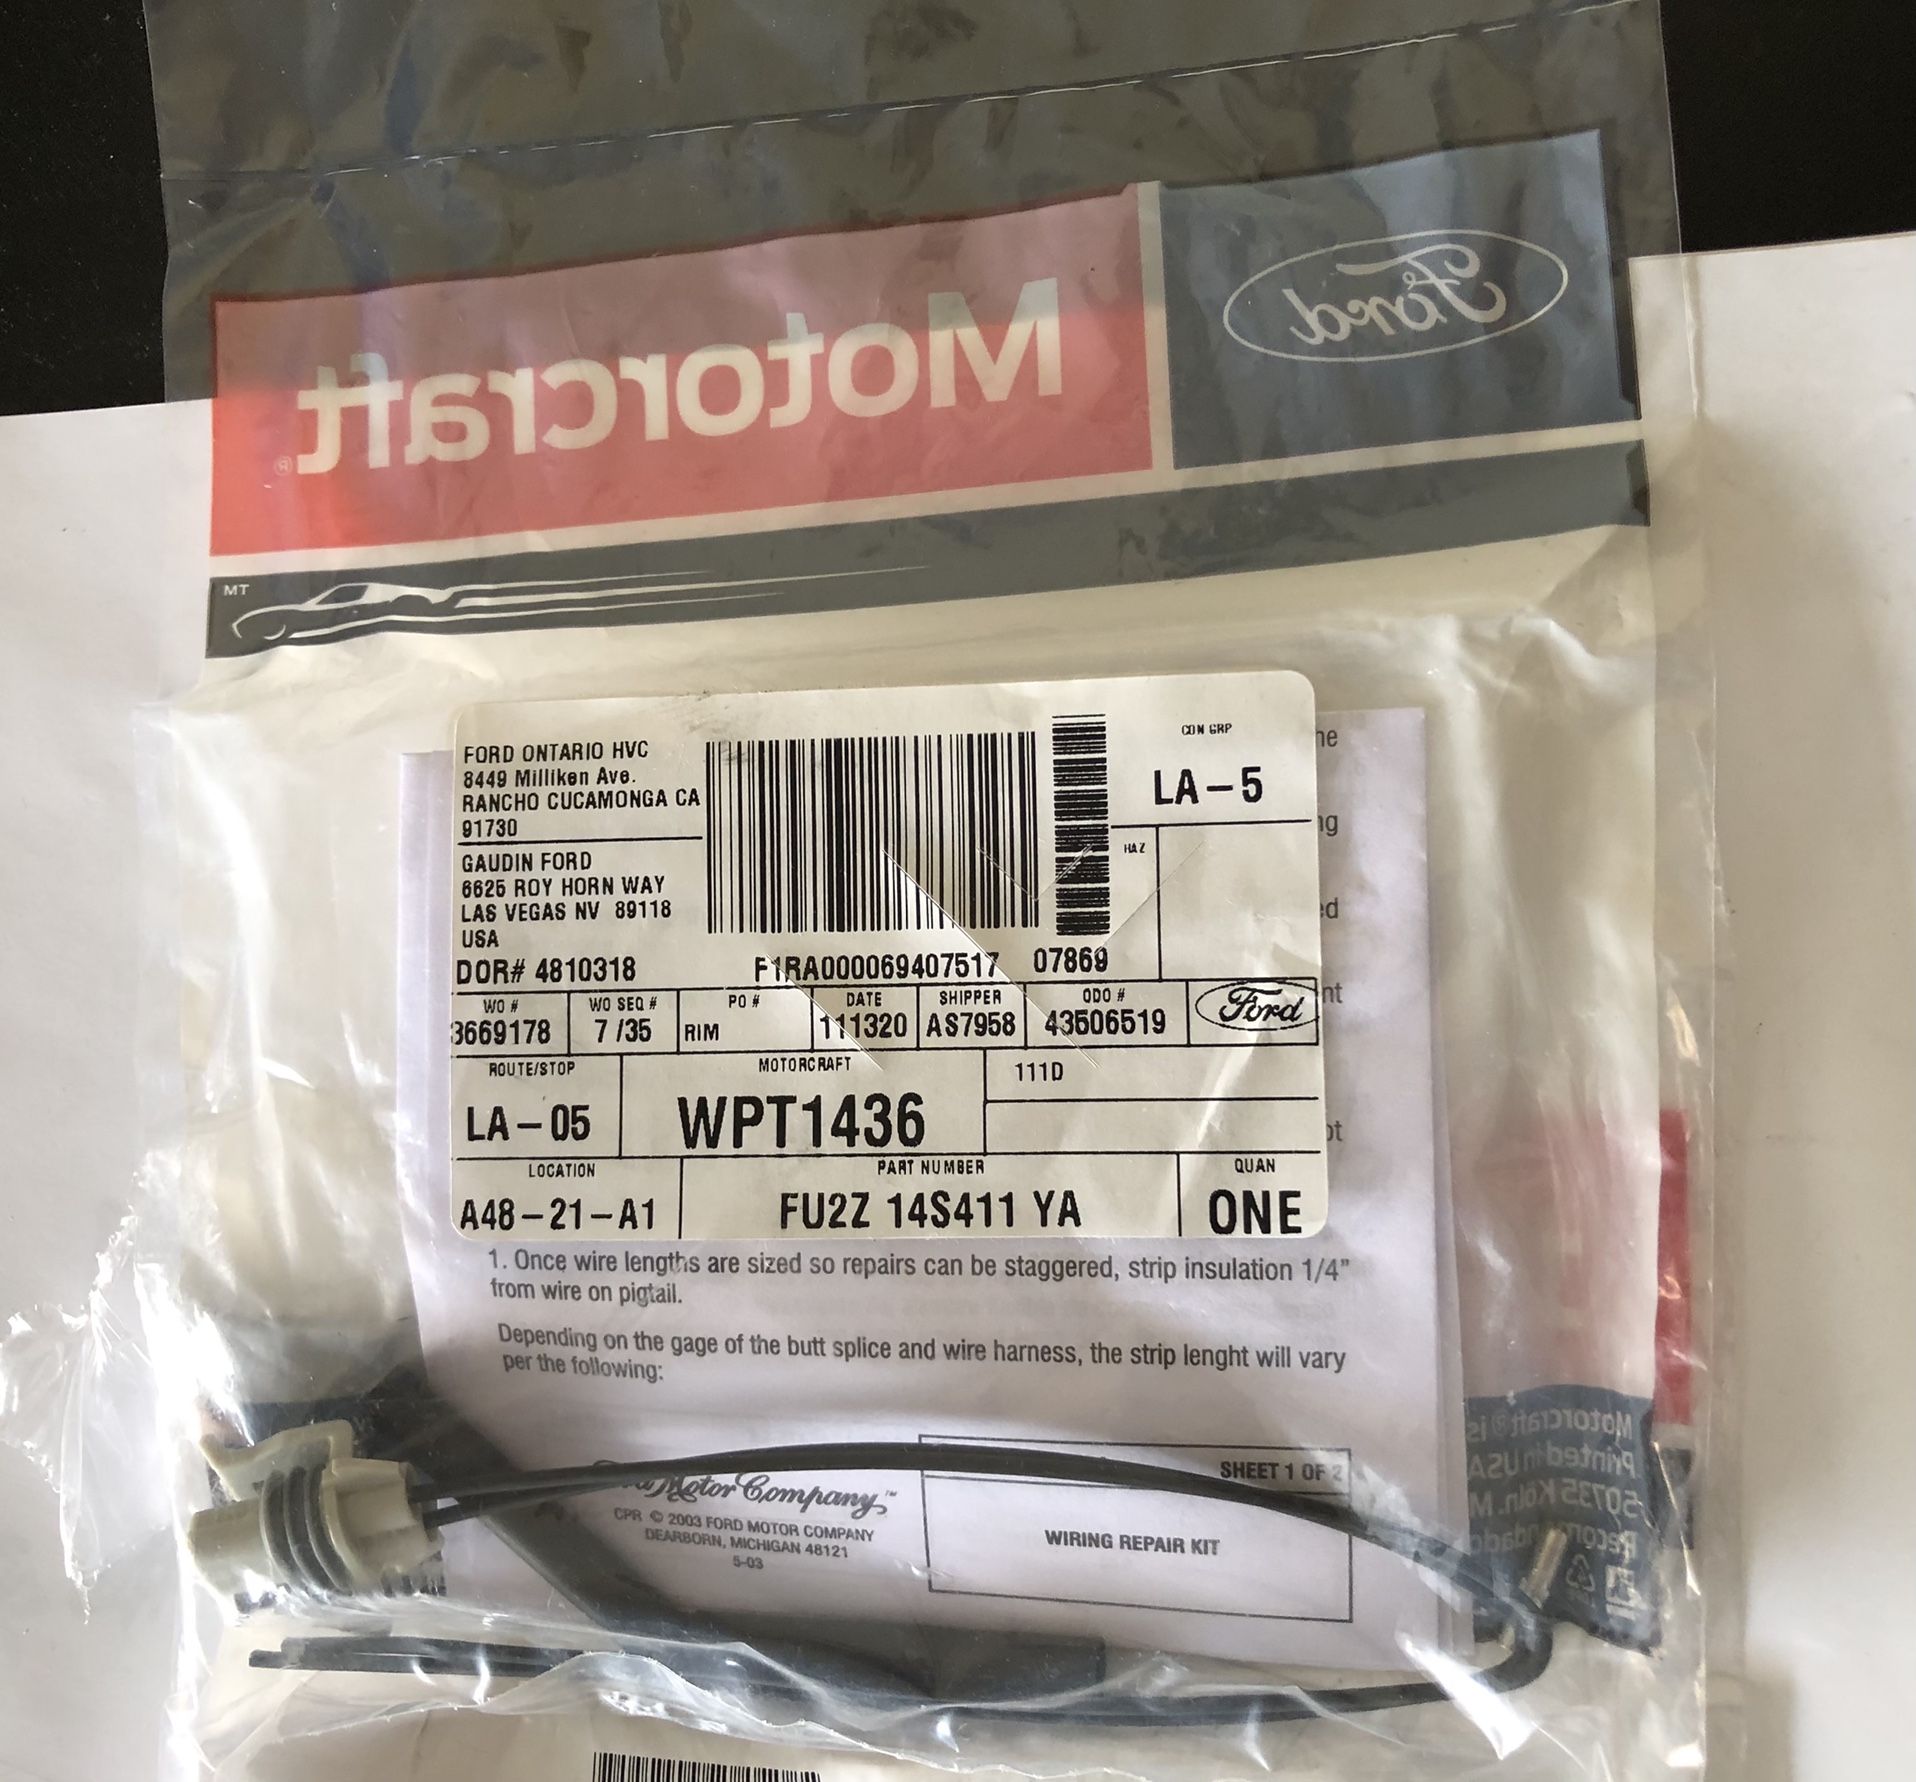 Ford
Motorcraft®
MT
FORD ONTARIO HVC
8449 Milliken Ave.
RANCHO CUCAMONGA CA
91730
GAUDIN FORD
6625 ROY HORN WAY
LAS VEGAS NV 89118
USA
DOR# 4810318
F1RA000069407517 07869
CON GRP
LA-5
HAZ
WO #
3669178
WO SEQ #
7/35
PO #
RIM
DATE
111320
SHIPPER
AS7958
ODO #
43506519
Ford
ROUTE/STOP
LA-05
MOTORCRAFT
WPT1436
111D
LOCATION
A48-21-A1
PART NUMBER
FU2Z 14S411 YA
QUAN
ONE
1. Once wire lengths are sized so repairs can be staggered, strip insulation 1/4"
from wire on pigtail.
Depending on the gage of the butt splice and wire harness, the strip lenght will vary
per the following:
Motor Company™
CPR © 2003 FORD MOTOR COMPANY
DEARBORN, MICHIGAN 48121
5-03
SHEET 1 OF 2
WIRING REPAIR KIT
Motorcraft® is
Printed in USA
50735 Köln. M